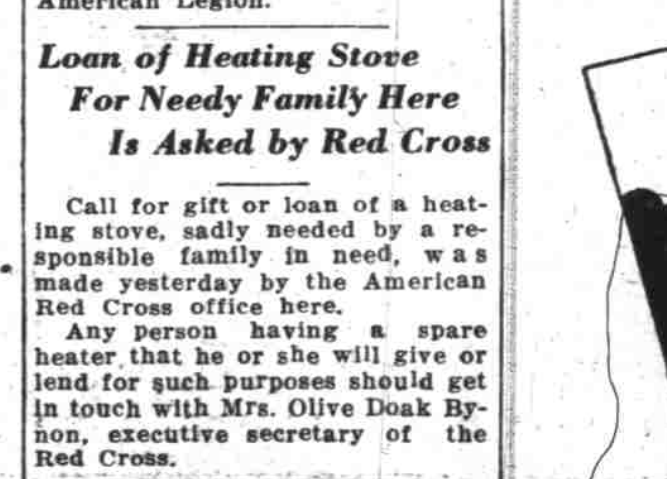 American Legion.
Loan of Heating Stove
For Needy Family Here
Is Asked by Red Cross
Call for gift or loan of a heat-
ing stove, sadly needed by a re-
sponsible family in need, was
made yesterday by the American
Red Cross office here.
Any person having a spare
heater that he or she will give or
lend for such purposes should get
in touch with Mrs. Olive Doak By-
non, executive secretary of the
Red Cross.